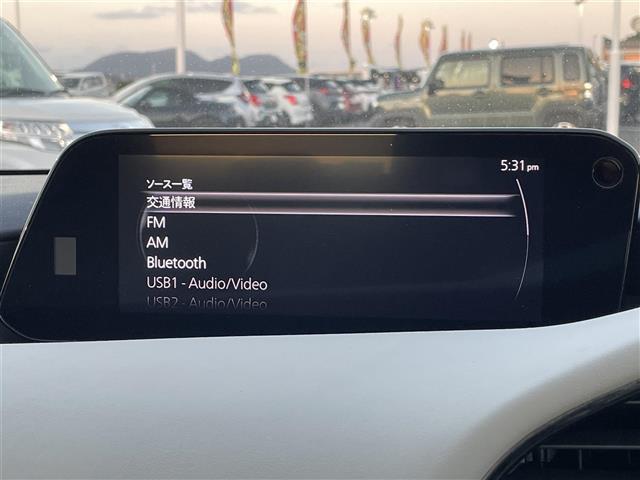 5:31 pm
ソース一覧
交通情報
FM
AM
Bluetooth
USB1 - Audio/Video
USB2 - Audio/Video